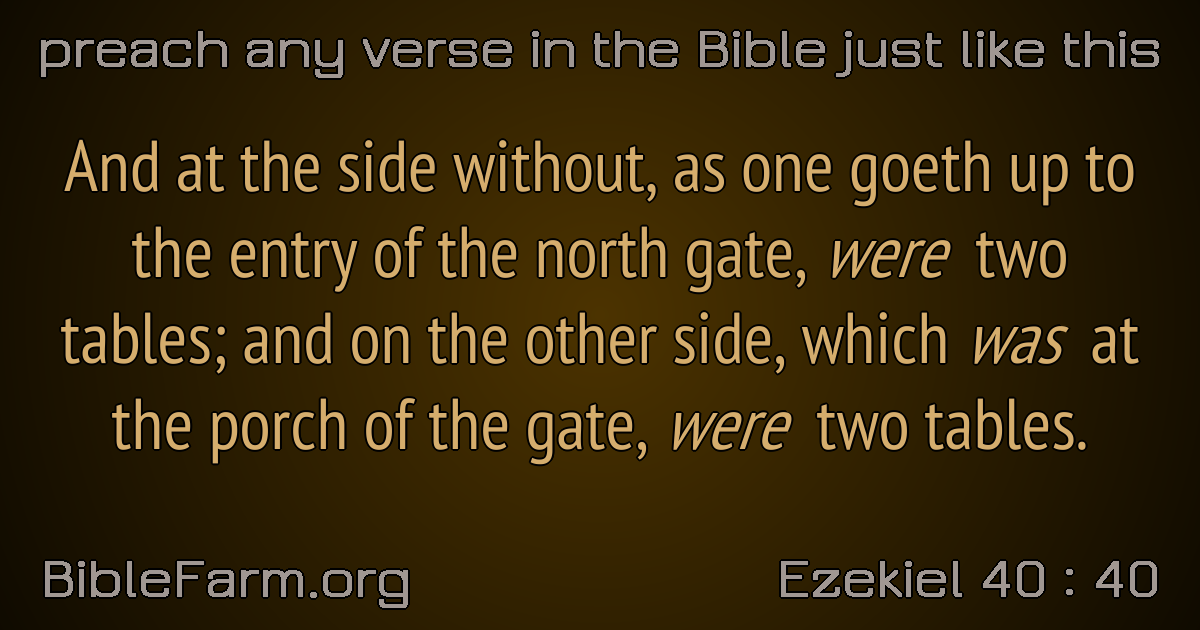 preach any verse in the Bible just like this
And at the side without, as one goeth up to
the entry of the north gate, were two
tables; and on the other side, which was at
the porch of the gate, were two tables.
BibleFarm.org
Ezekiel 40 : 40